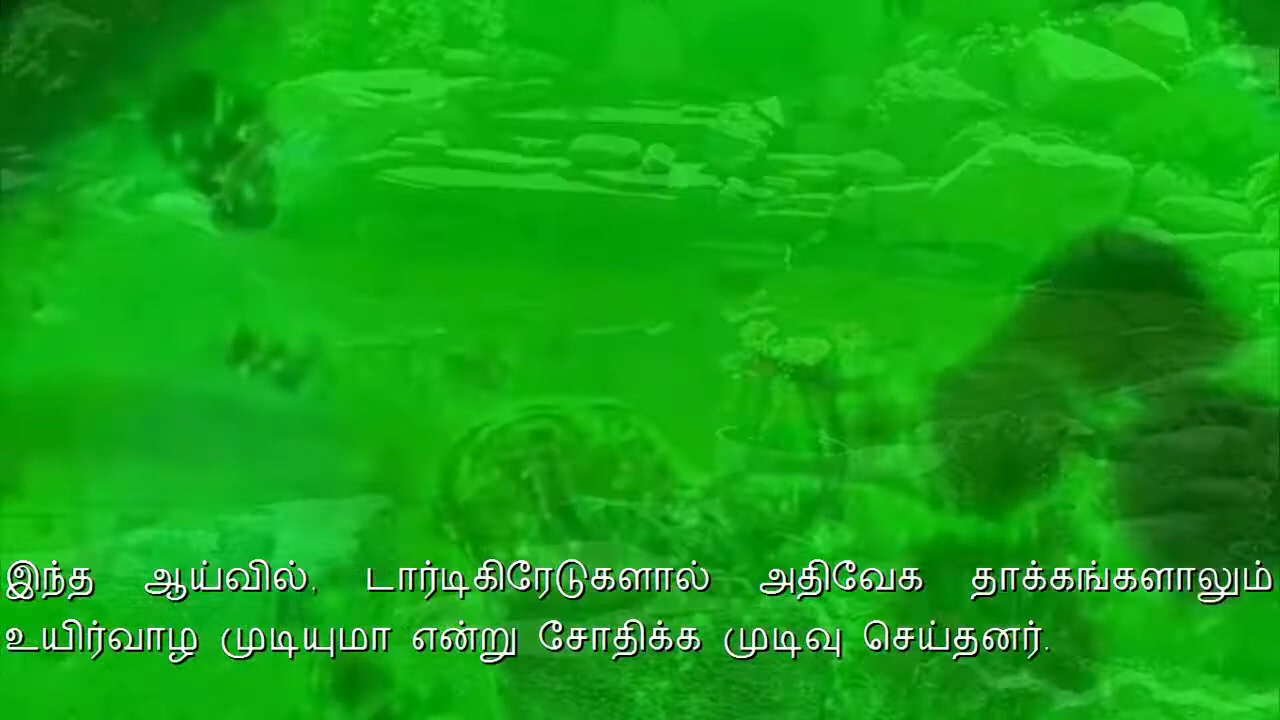 இந்த ஆய்வில், டார்டிகிரேடுகளால் அதிவேக தாக்கங்களாலும்
உயிர்வாழ முடியுமா என்று சோதிக்க முடிவு செய்தனர்.